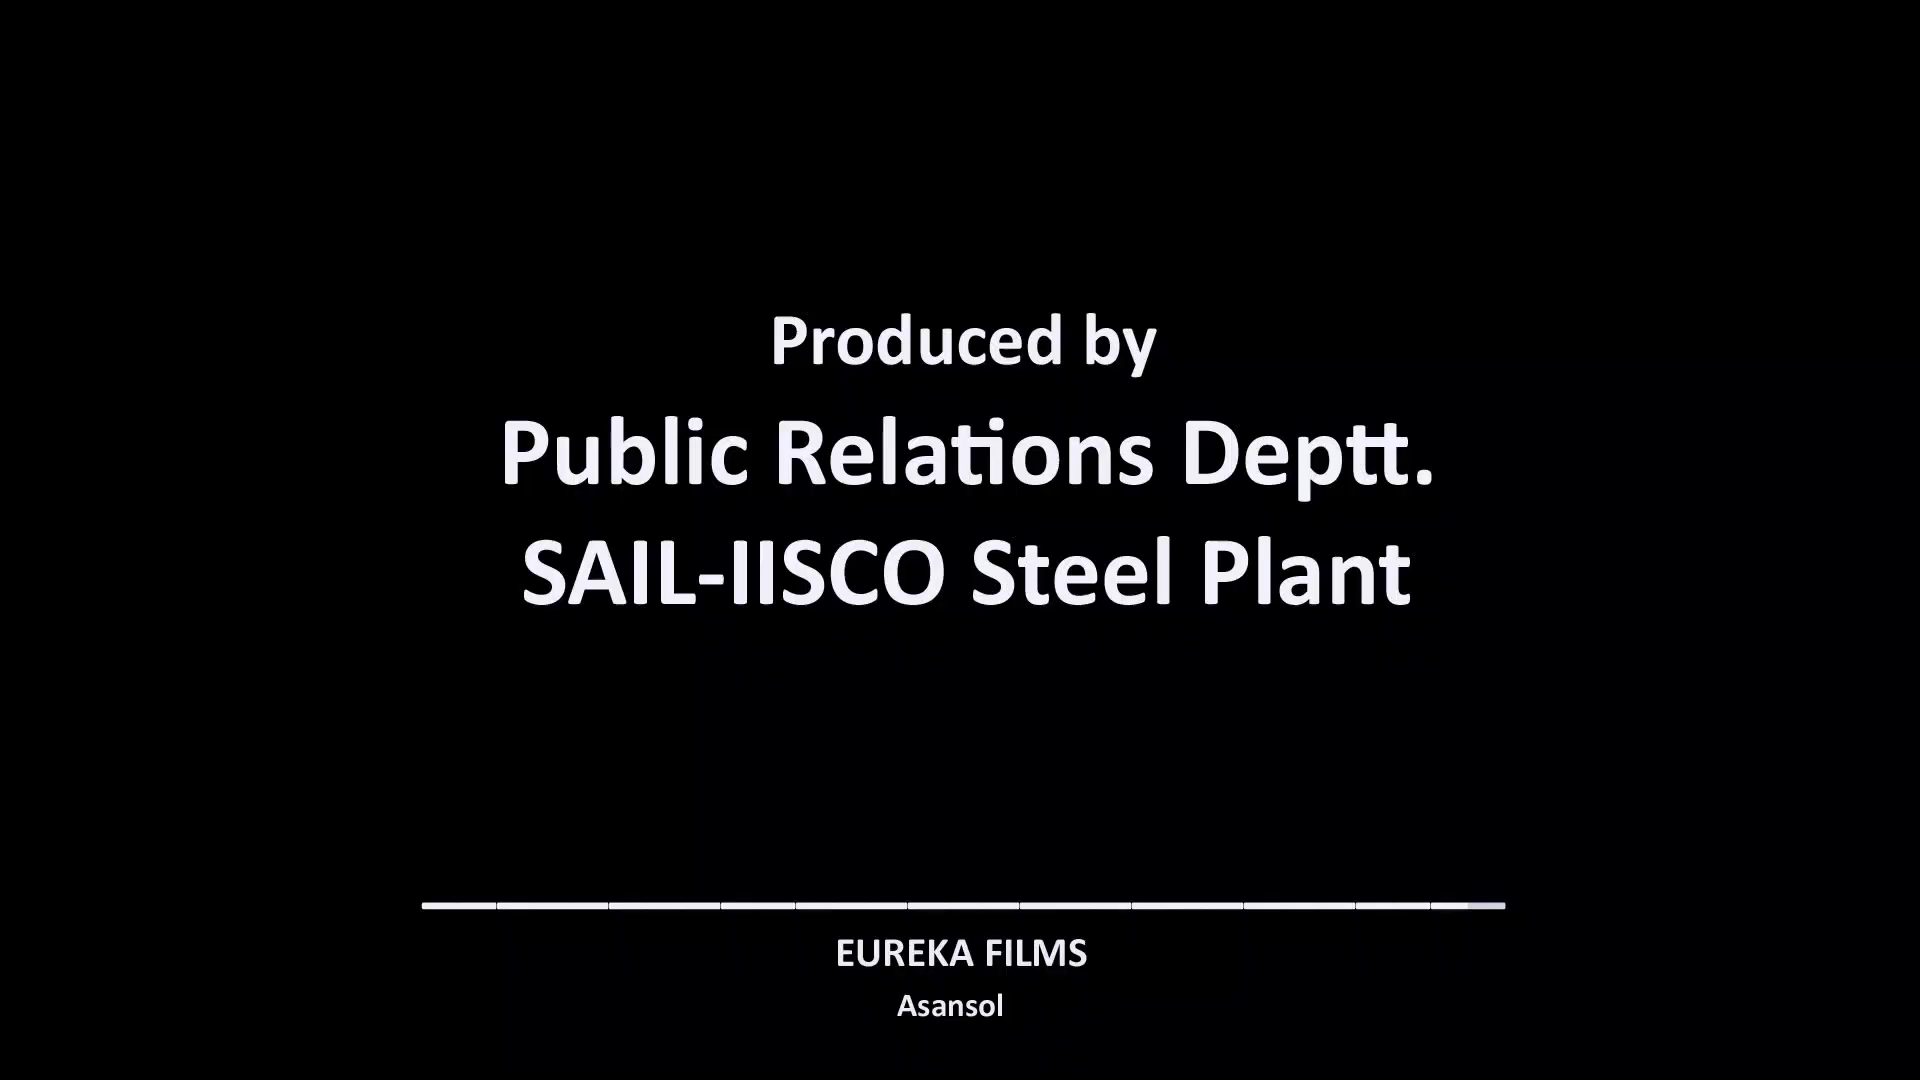 Produced by
Public Relations Deptt.
SAIL-IISCO Steel Plant
EUREKA FILMS
Asansol